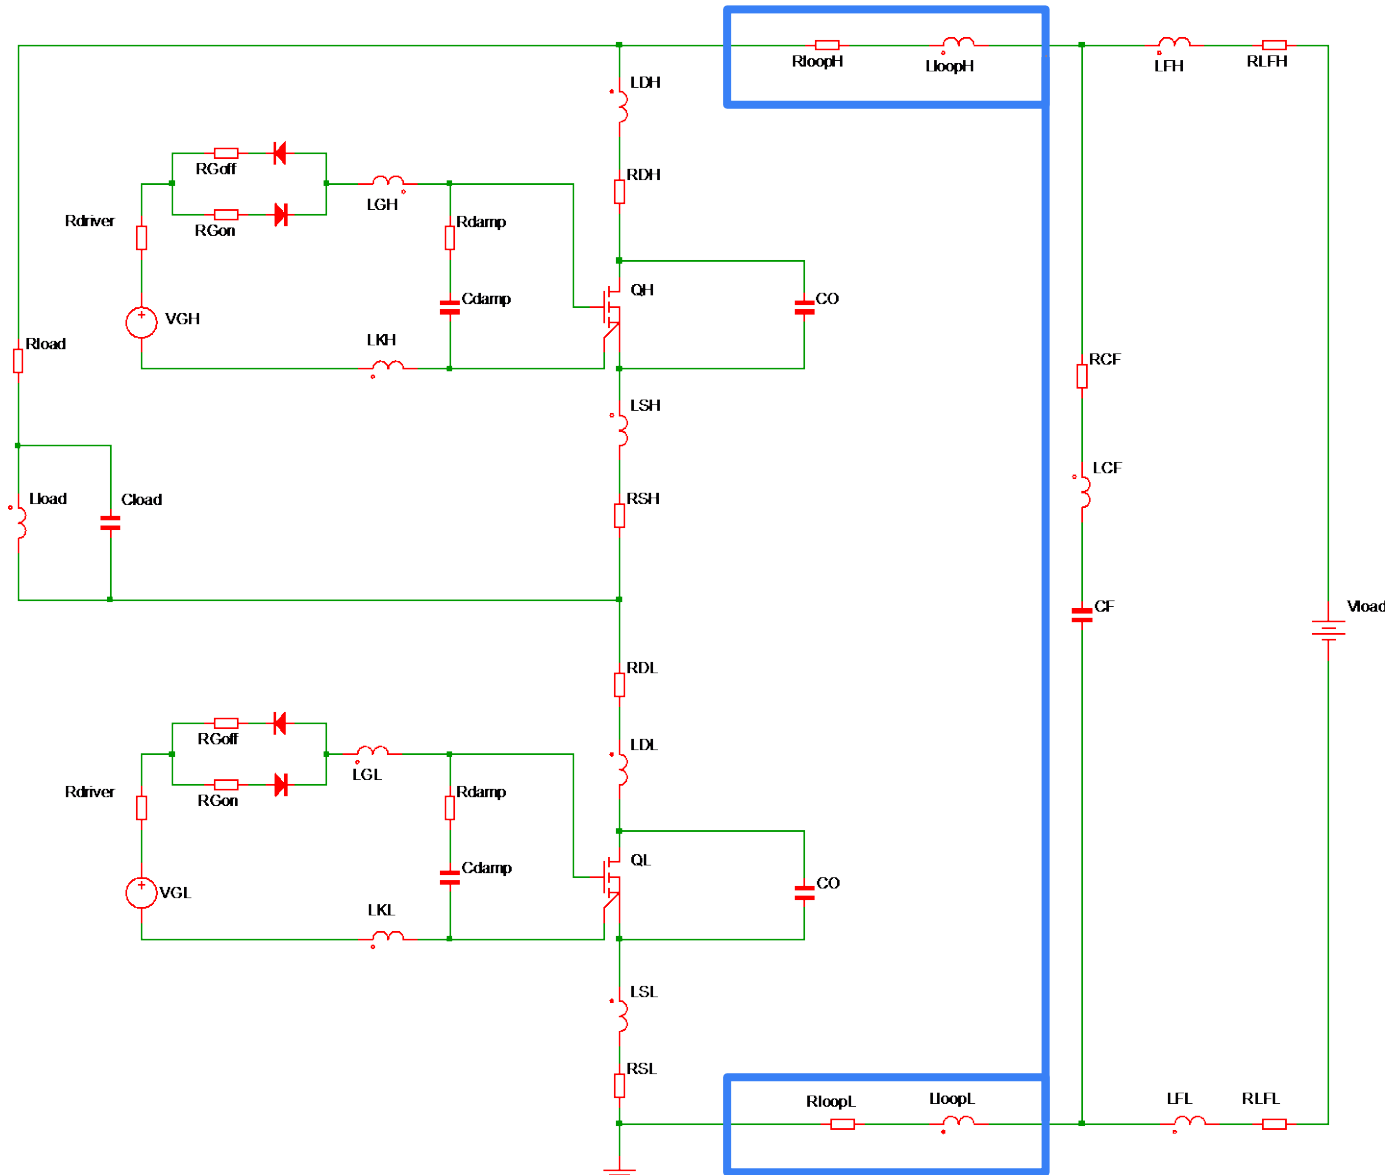 RloopH
LloopH
LFH
RLFH
LDH
RGoff
RDH
LGH
Rdriver
RGon
Rdamp
QH
Cdamp
CO
VGH
LKH
Rload
RCF
LSH
LCF
Lload
Cload
RSH
CF
Vload
RDL
RGoff
LDL
LGL
Rdriver
RGon
Rdamp
QL
Cdamp
CO
VGL
LKL
LSL
RSL
RloopL
LloopL
LFL
RLFL